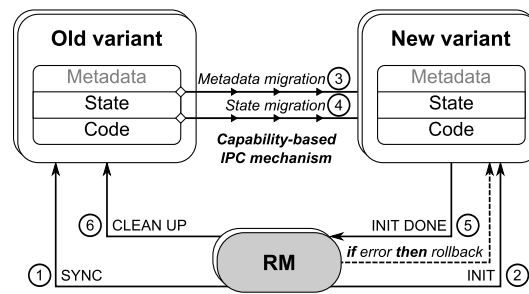 Old variant
New variant
Metadata
State
Code
Metadata migration 3
State migration 4
Capability-based
IPC mechanism
Metadata
State
Code
6 CLEAN UP
INIT DONE 5
if error then rollback
RM
1 SYNC
INIT 2